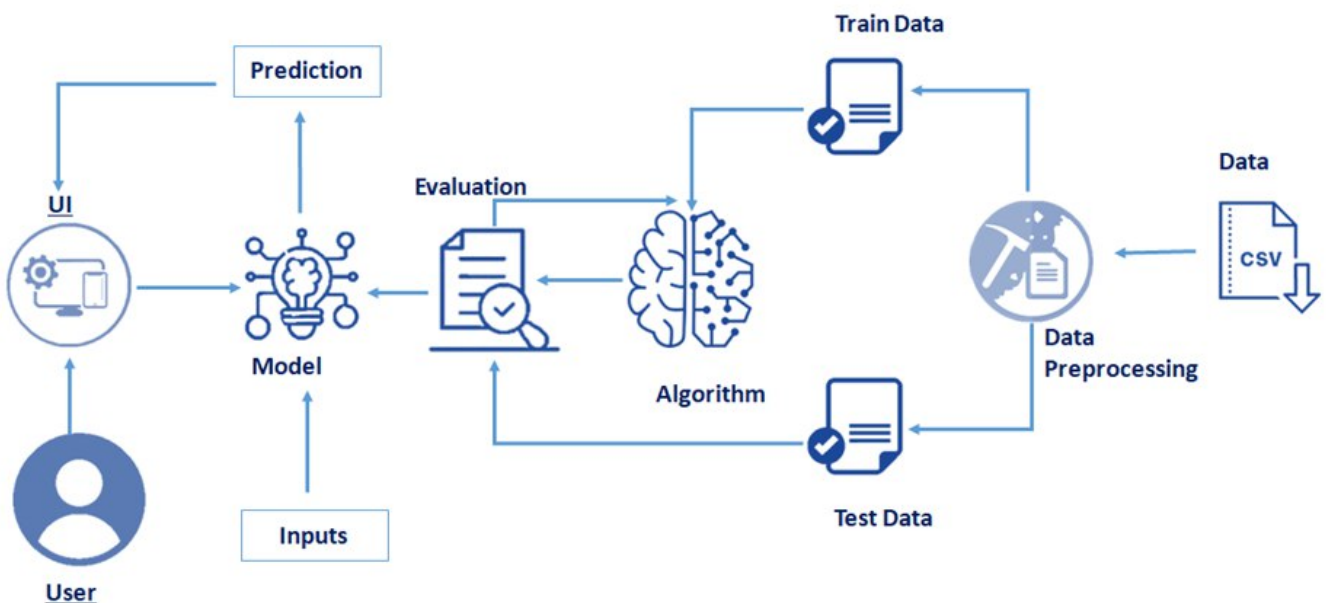 Train Data
Prediction
Data
Evaluation
UI
CSV
Data
Preprocessing
Model
Algorithm
Test Data
Inputs
User